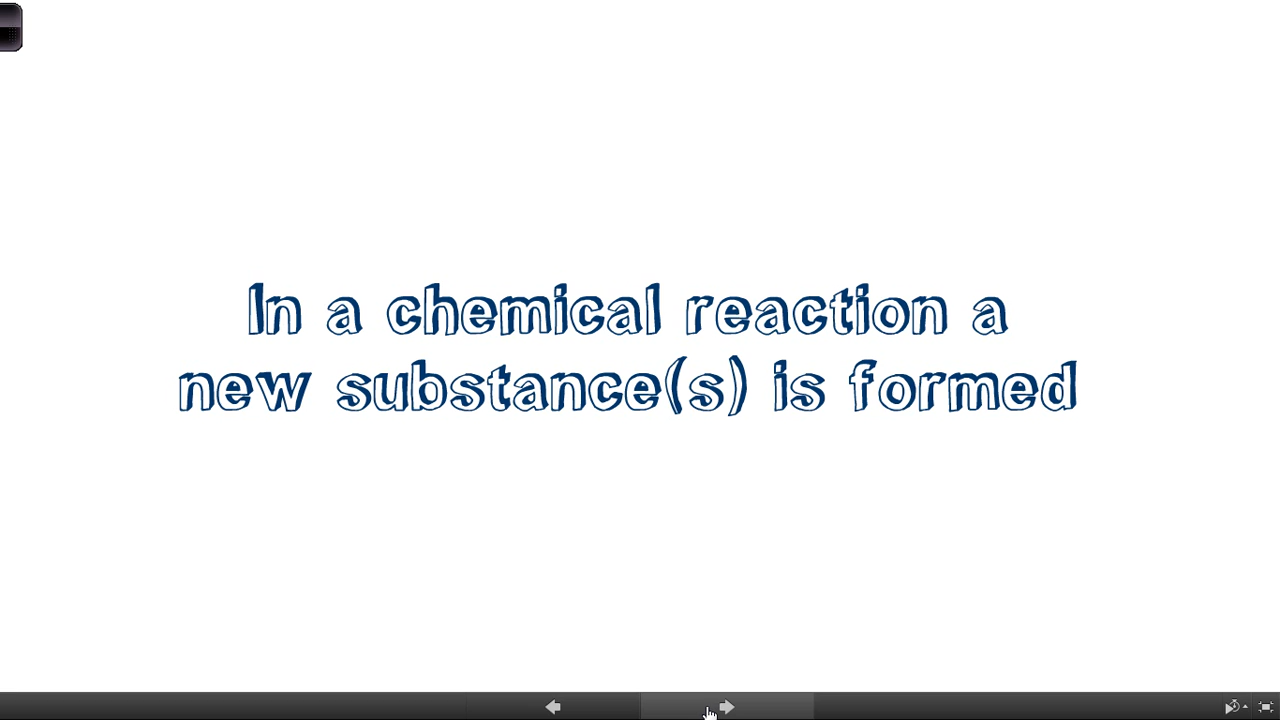 In a chemical reaction a
new substance(s) is formed